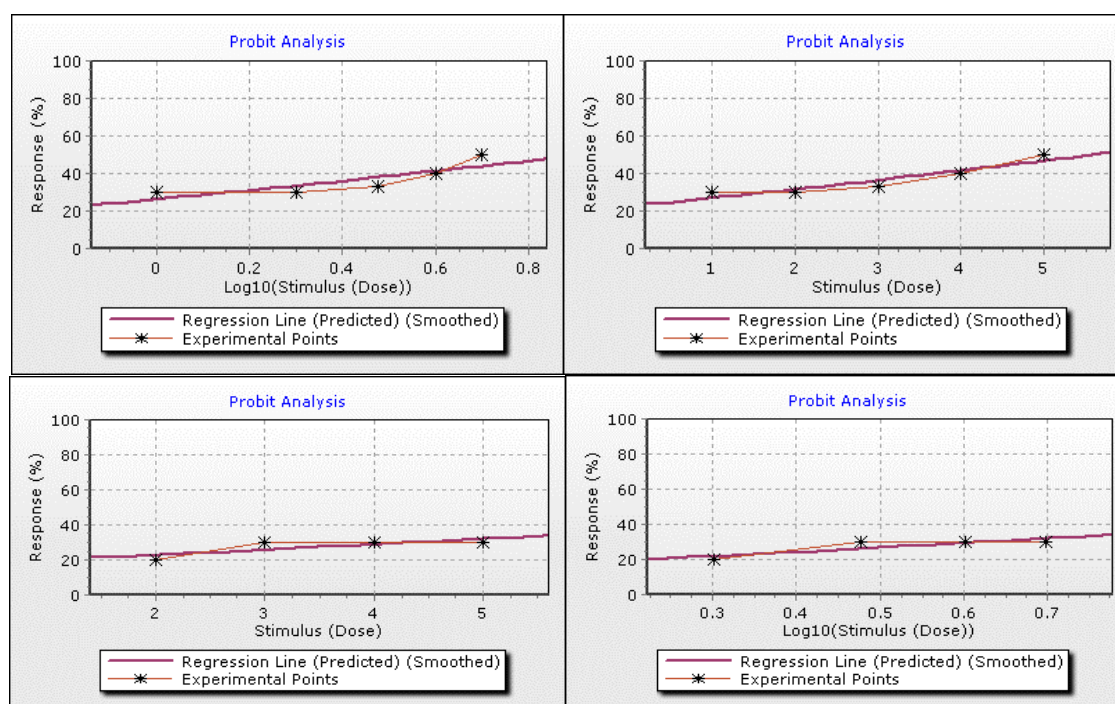 Probit Analysis
100
80
60
40
20
0
Response (%)
0 0.2 0.4 0.6 0.8
Log10(Stimulus (Dose))
Regression Line (Predicted) (Smoothed)
Experimental Points
Probit Analysis
100
80
60
40
20
0
Response (%)
1 2 3 4 5
Stimulus (Dose)
Regression Line (Predicted) (Smoothed)
Experimental Points
Probit Analysis
100
80
60
40
20
0
Response (%)
2 3 4 5
Stimulus (Dose)
Regression Line (Predicted) (Smoothed)
Experimental Points
Probit Analysis
100
80
60
40
20
0
Response (%)
0.3 0.4 0.5 0.6 0.7
Log10(Stimulus (Dose))
Regression Line (Predicted) (Smoothed)
Experimental Points